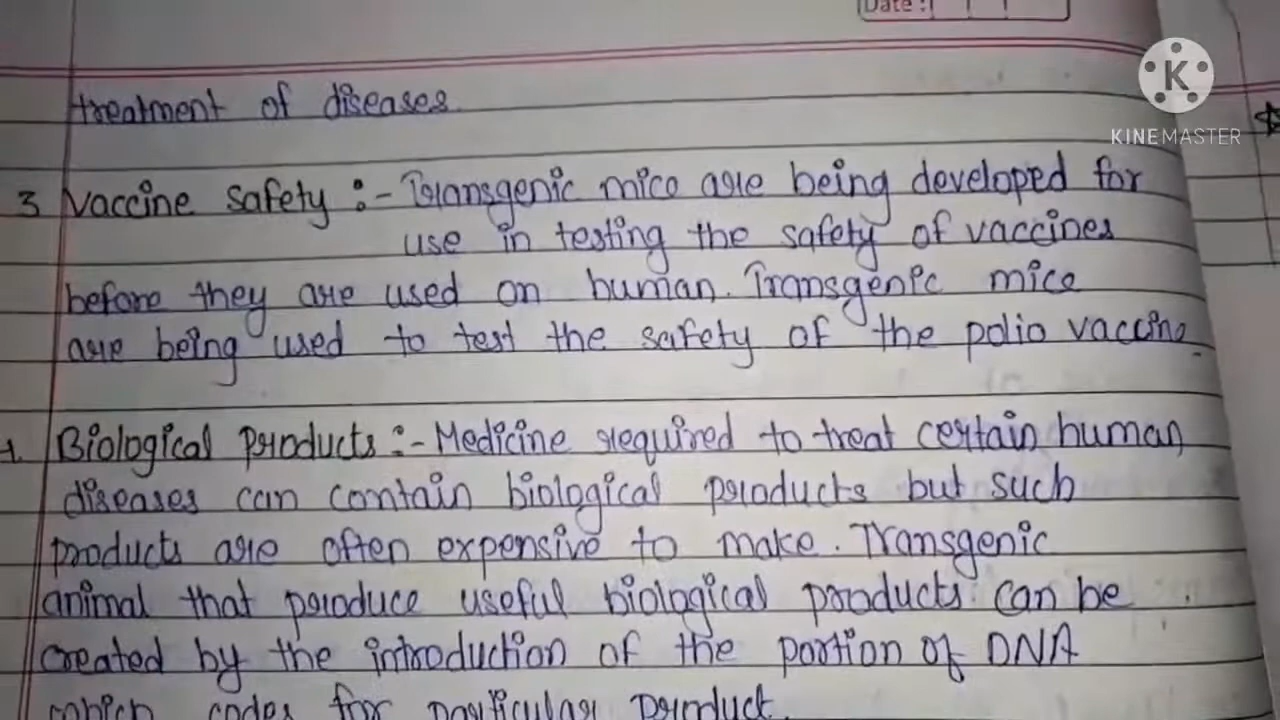 Date :
K
KINEMASTER
treatment of diseases
3 Vaccine safety :- Transgenic mice are being developed for
use in testing the safety of vaccines
before they are used on human. Transgenic mice
are being used to test the safety of the polio vaccine.
4. Biological products :- Medicine required to treat certain human
diseases can contain biological products but such
products are often expensive to make. Transgenic
animal that produce useful biological products can be
created by the introduction of the portion of DNA
which codes for particular product.